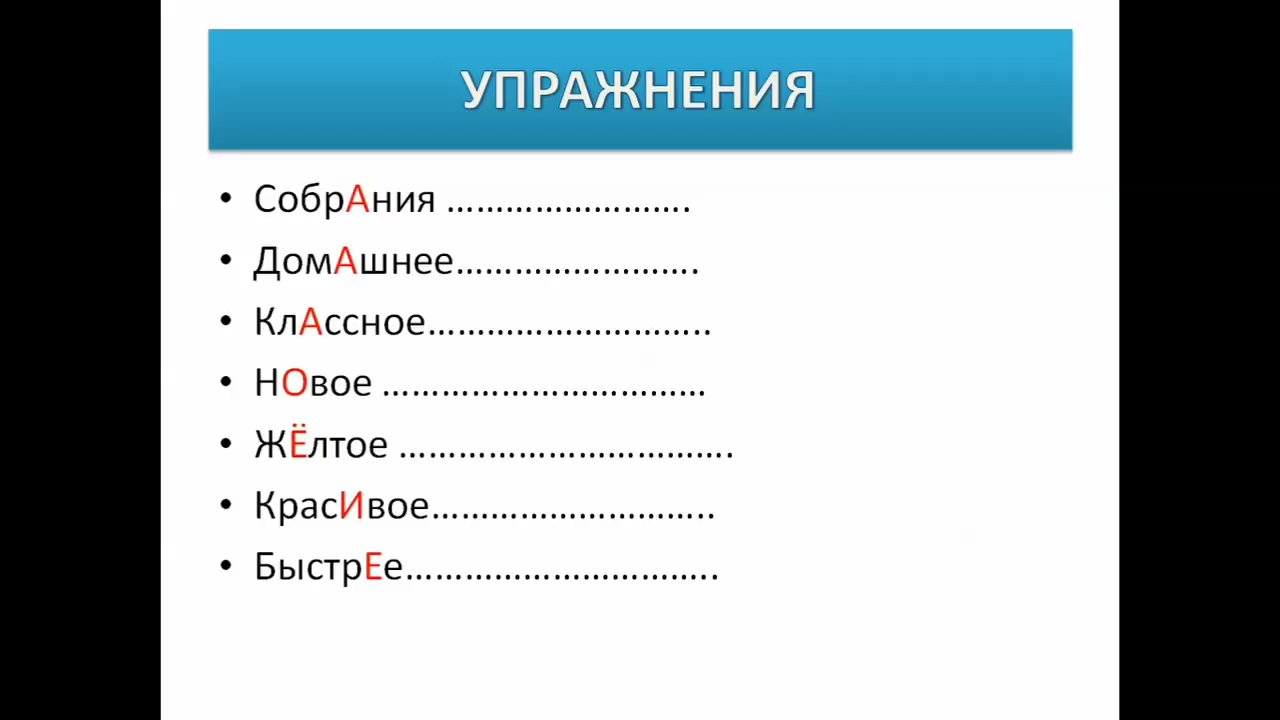 УПРАЖНЕНИЯ
• СобрАния …………………….
• ДомАшнее…………………….
• КлАссное………………………..
• НОвое ……………………………
• ЖЁлтое …………………………….
• КрасИвое………………………..
• БыстрЕе…………………………..